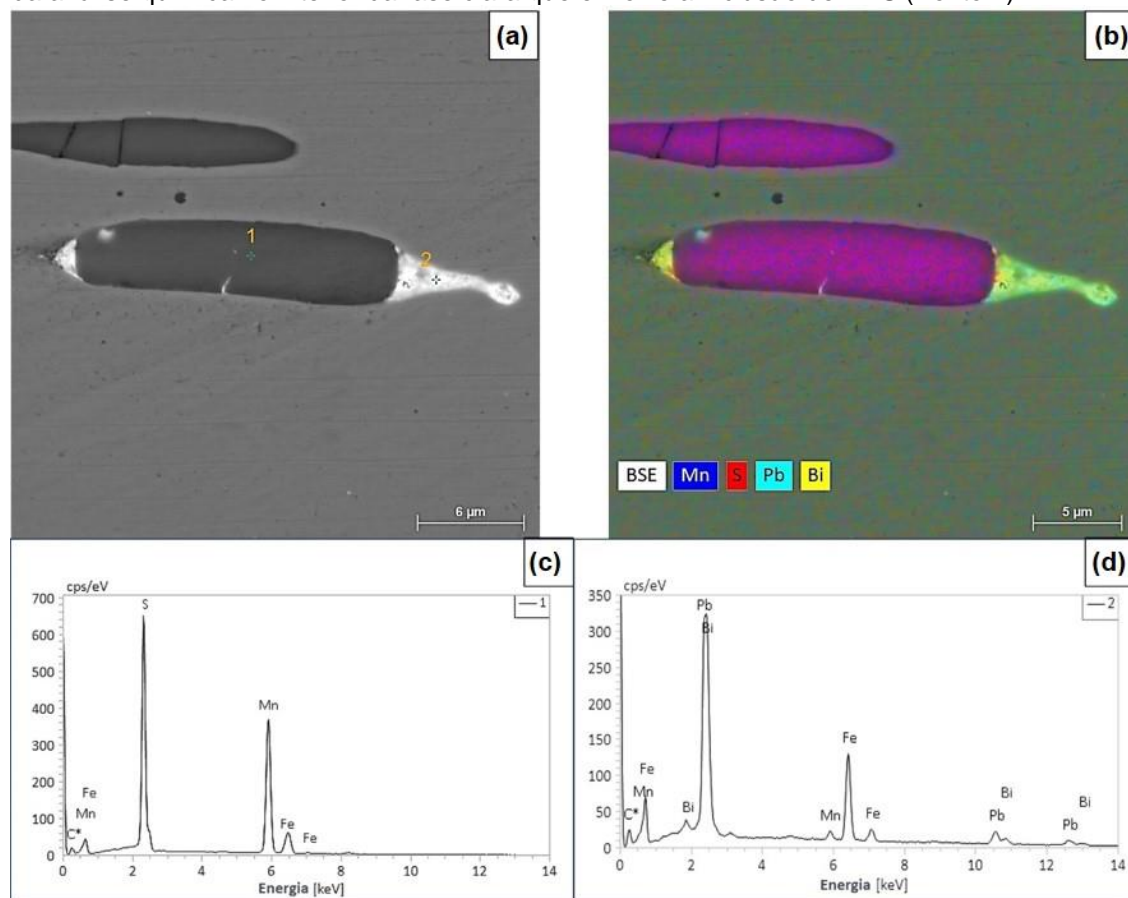 (a)
1
2
6 µm
(b)
BSE Mn S Pb Bi
5 µm
(c)
cps/eV
700
600
500
400
300
200
100
0
S
Mn
Fe
Mn
C*
Fe
Fe
1
0 2 4 6 8 10 12 14
Energia [keV]
(d)
cps/eV
350
300
250
200
150
100
50
0
Pb
Bi
Fe
Mn
C*
Bi
Fe
Mn
Fe
Bi
Pb
Bi
Pb
2
0 2 4 6 8 10 12 14
Energia [keV]